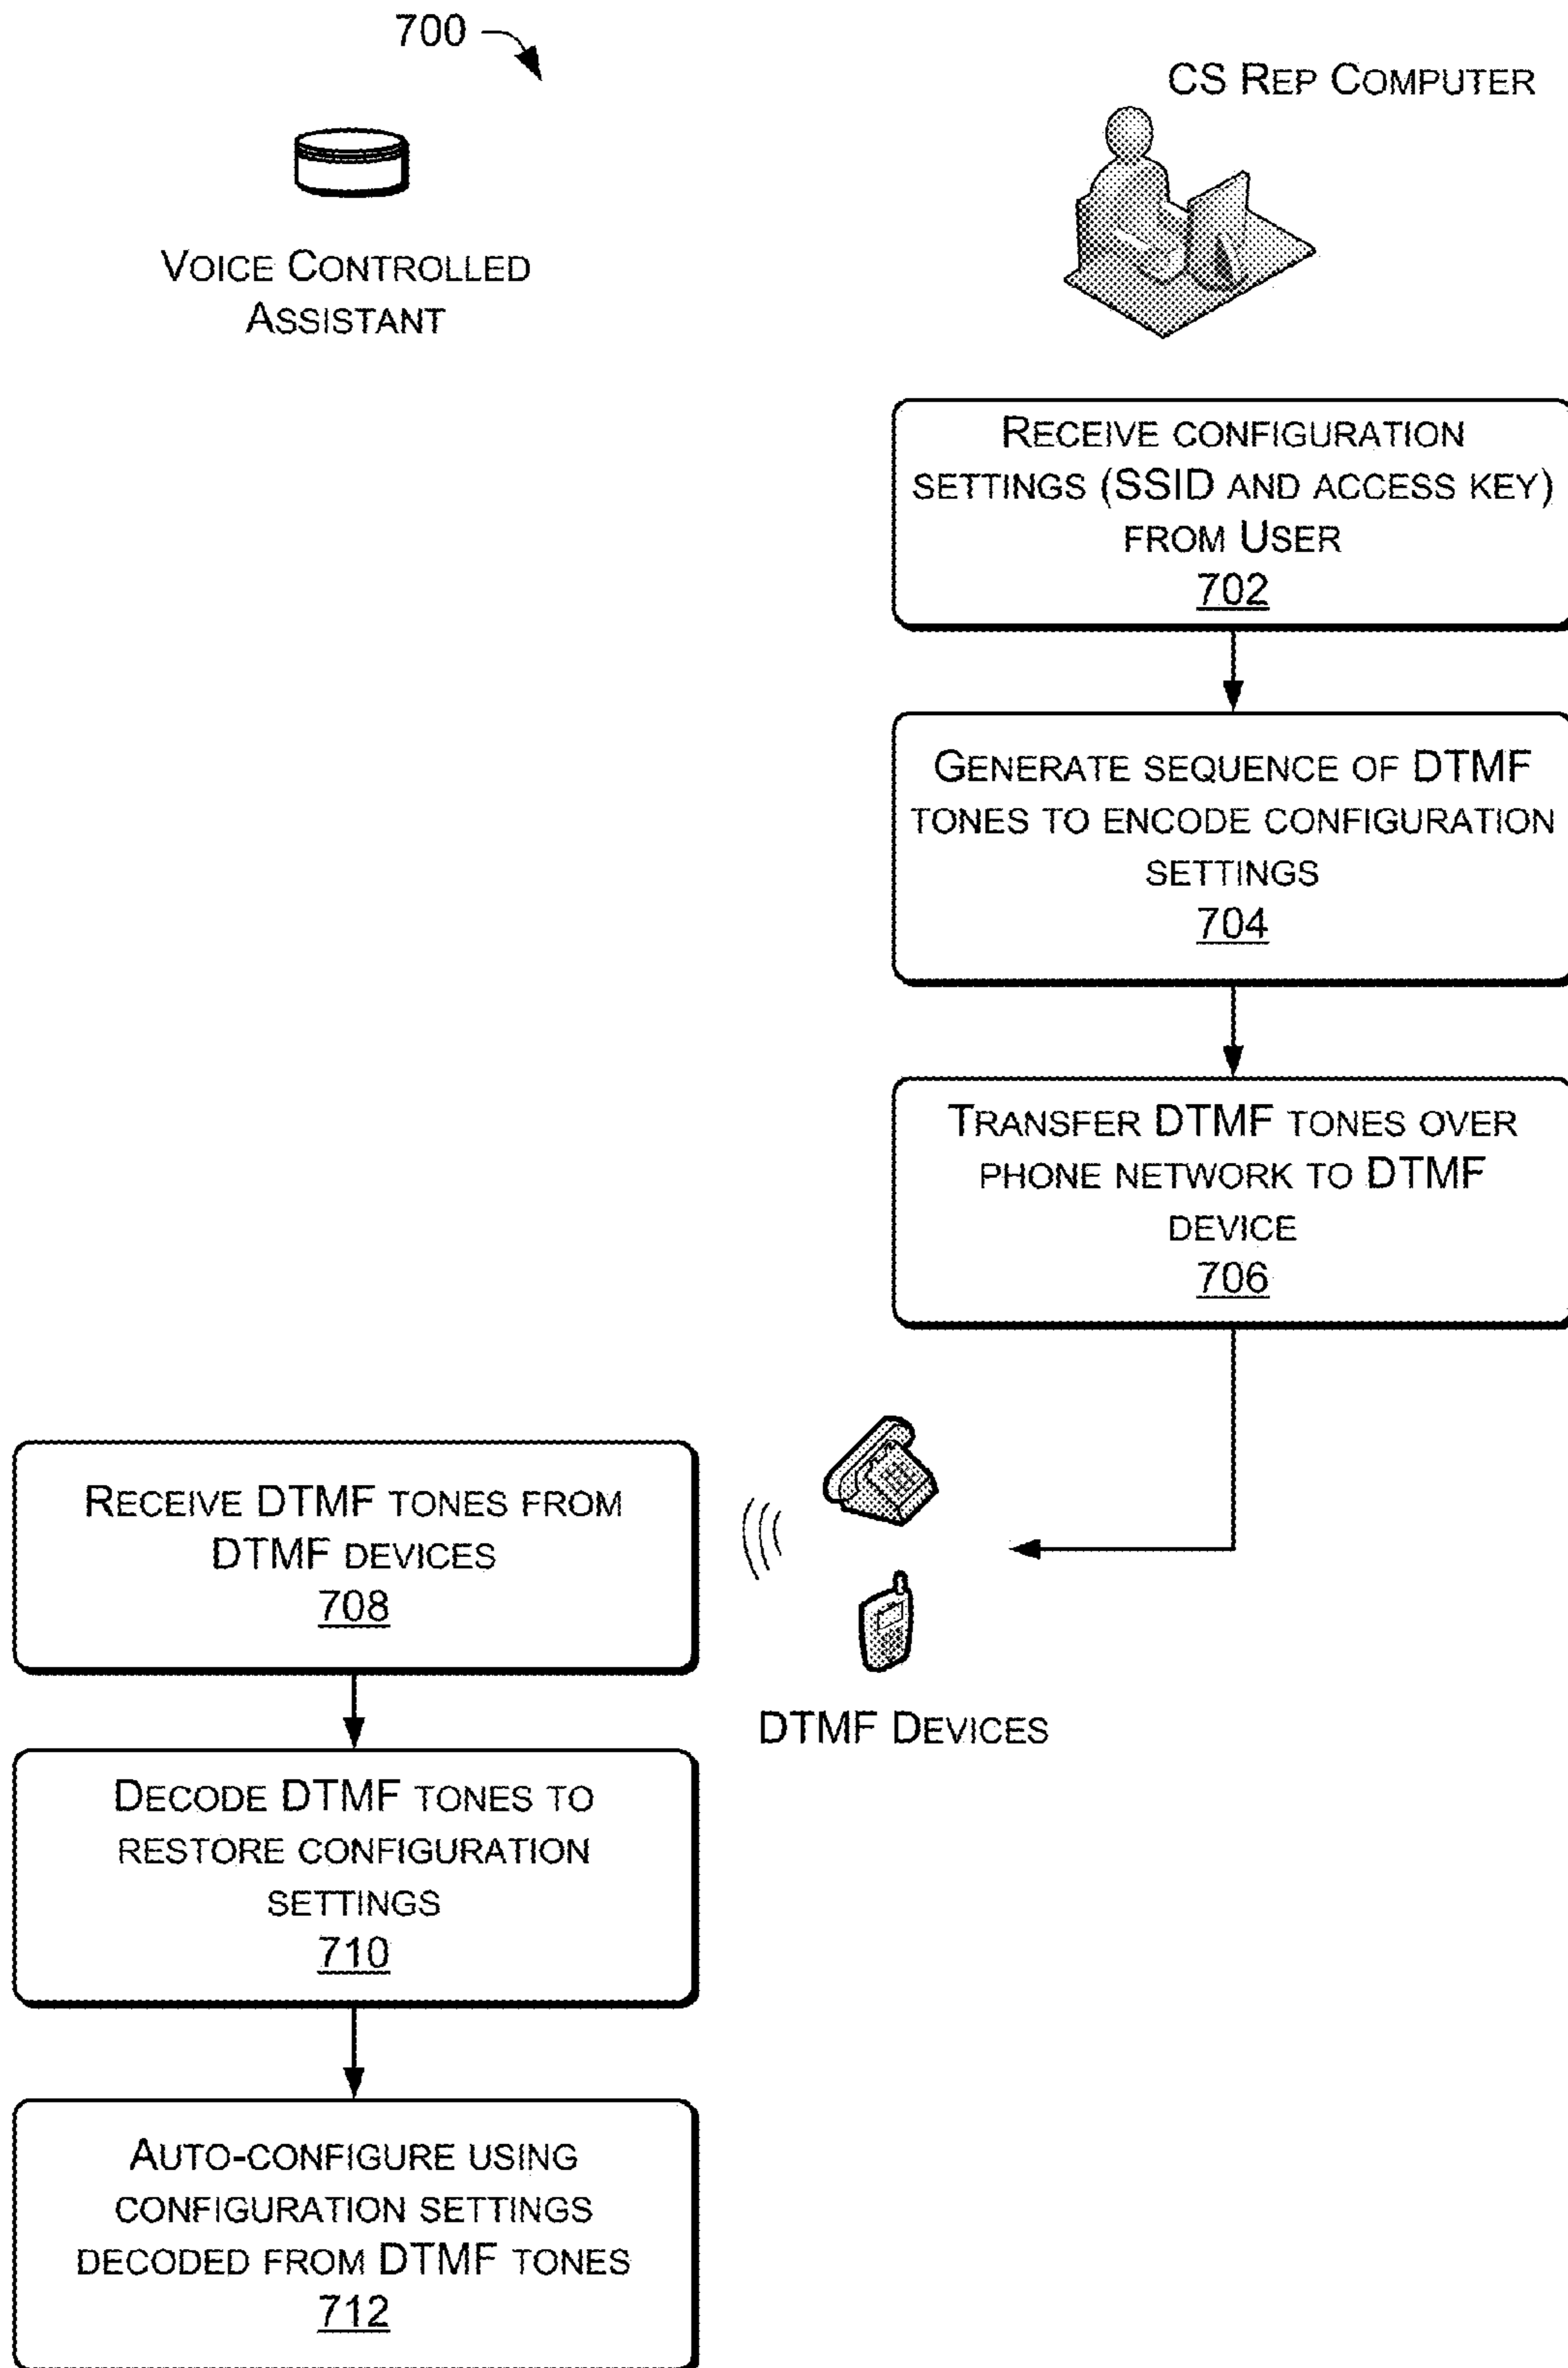 700
CS Rep Computer
Voice Controlled
Assistant
Receive configuration
settings (SSID and access key)
from User
702
Generate sequence of DTMF
tones to encode configuration
settings
704
Transfer DTMF tones over
phone network to DTMF
device
706
Receive DTMF tones from
DTMF devices
708
DTMF Devices
Decode DTMF tones to
restore configuration
settings
710
Auto-configure using
configuration settings
decoded from DTMF tones
712